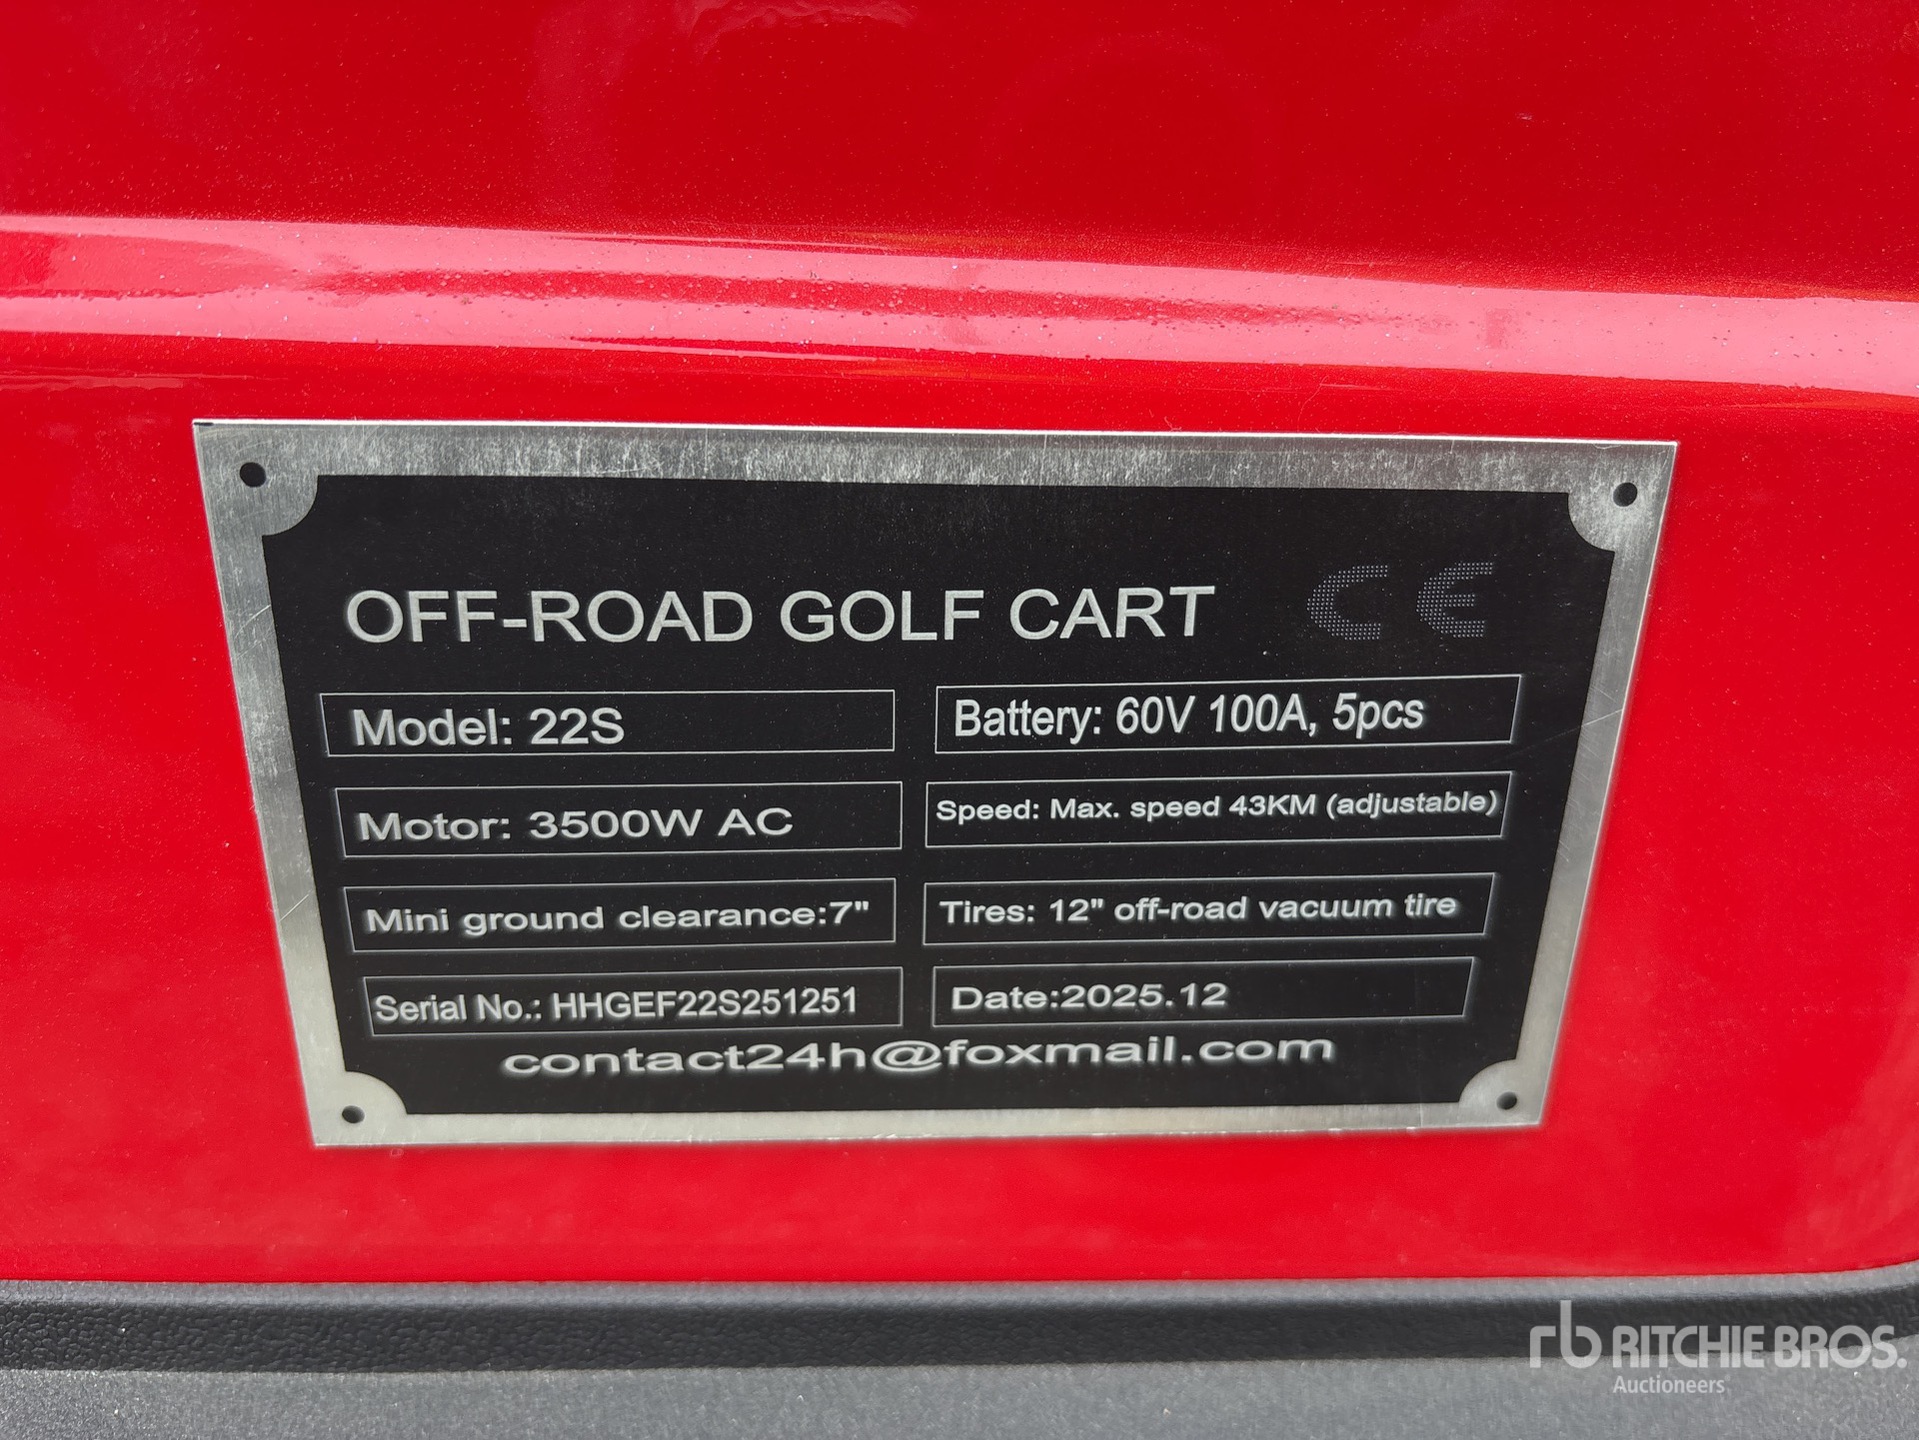 OFF-ROAD GOLF CART CE
Model: 22S
Battery: 60V 100A, 5pcs
Motor: 3500W AC
Speed: Max. speed 43KM (adjustable)
Mini ground clearance:7"
Tires: 12" off-road vacuum tire
Serial No.: HHGEF22S251251
Date:2025.12
contact24h@foxmail.com
rb RITCHIE BROS.
Auctioneers